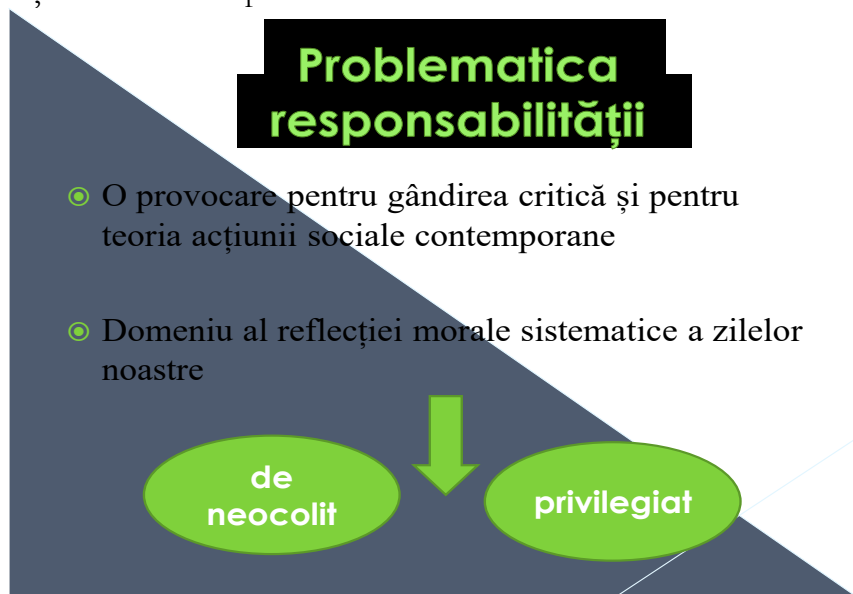 Problematica
responsabilității
O provocare pentru gândirea critică și pentru
teoria acțiunii sociale contemporane
Domeniu al reflecției morale sistematice a zilelor
noastre
de
neocolit
privilegiat